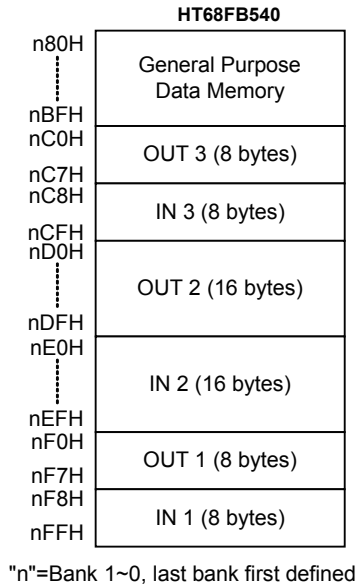 HT68FB540
n80H
General Purpose
Data Memory
nBFH
nC0H
OUT 3 (8 bytes)
nC7H
nC8H
IN 3 (8 bytes)
nCFH
nD0H
OUT 2 (16 bytes)
nDFH
nE0H
IN 2 (16 bytes)
nEFH
nF0H
OUT 1 (8 bytes)
nF7H
nF8H
IN 1 (8 bytes)
nFFH
"n"=Bank 1~0, last bank first defined